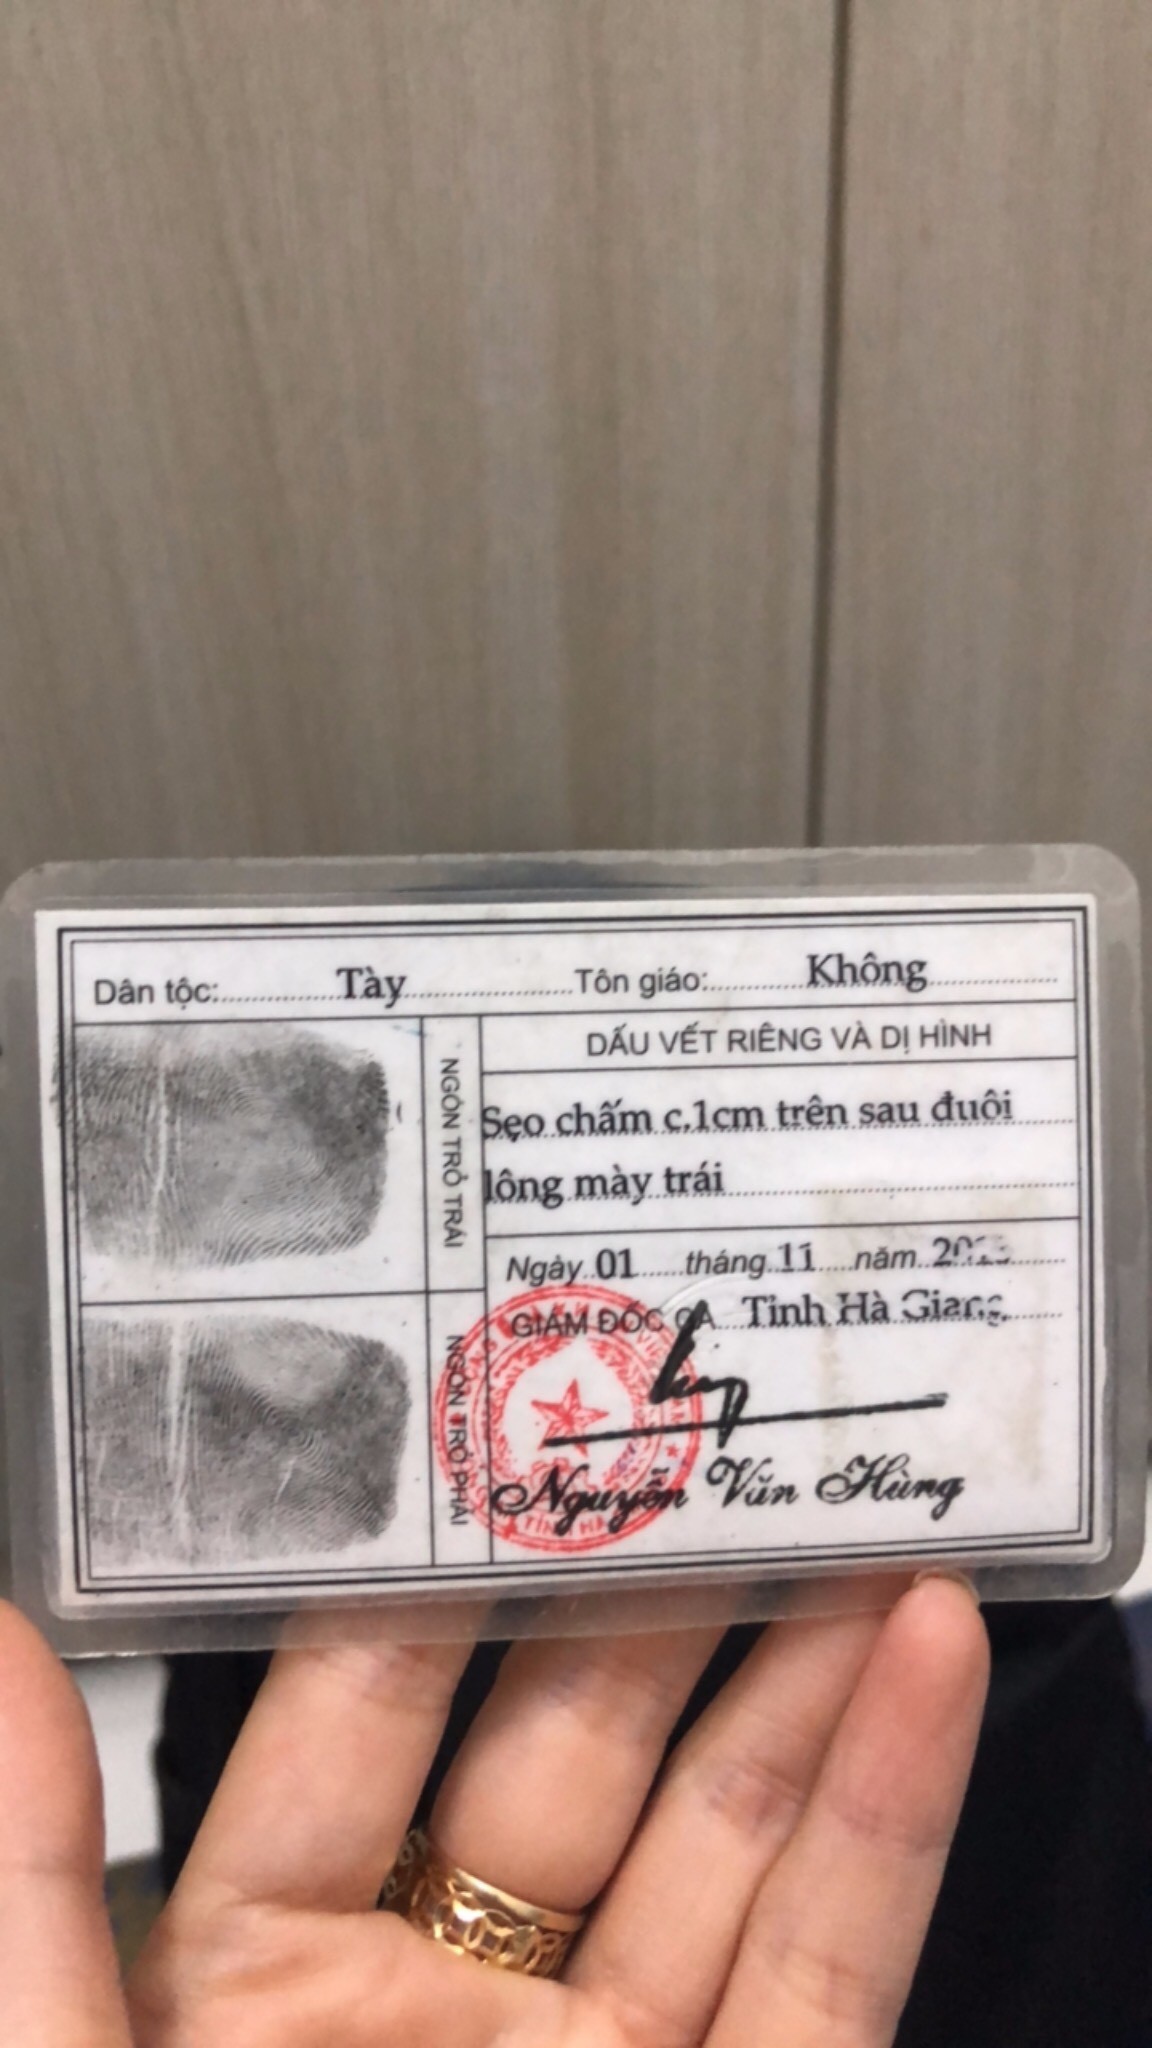 Dân tộc: Tày Tôn giáo: Không
NGÓN TRỎ TRÁI
DẤU VẾT RIÊNG VÀ DỊ HÌNH
Sẹo chấm c.1cm trên sau đuôi
lông mày trái
Ngày 01 tháng 11 năm
GIÁM ĐỐC CA Tỉnh Hà Giang
NGÓN TRỎ PHẢI
Nguyễn Văn Hùng